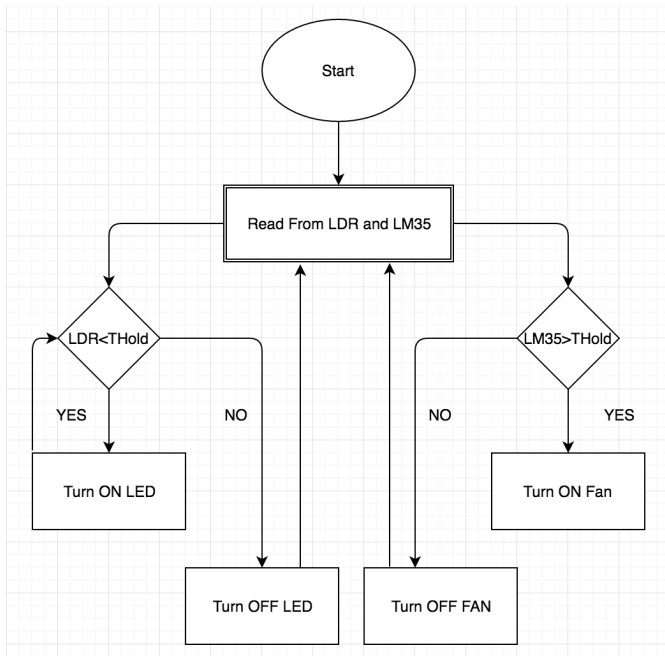 Start
Read From LDR and LM35
LDR<THold
LM35>THold
YES
NO
NO
YES
Turn ON LED
Turn ON Fan
Turn OFF LED
Turn OFF FAN